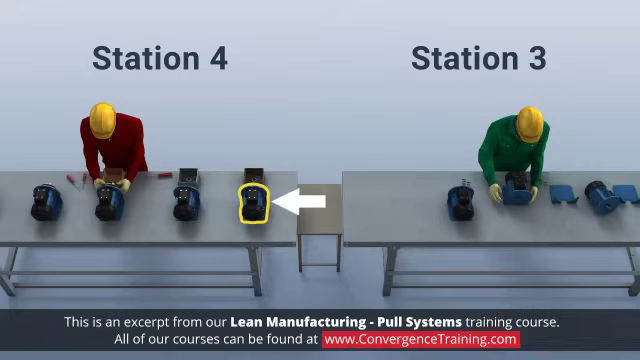 Station 4
Station 3
This is an excerpt from our Lean Manufacturing - Pull Systems training course.
All of our courses can be found at www.ConvergenceTraining.com